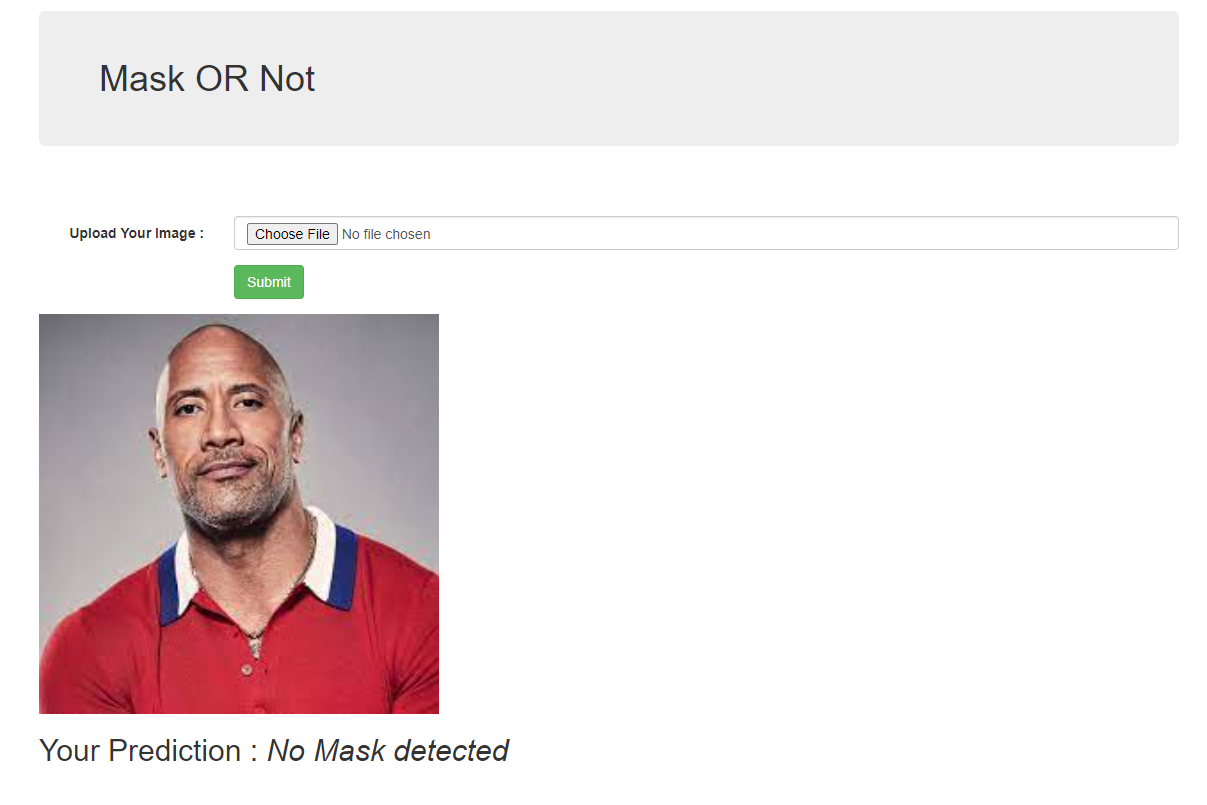 Mask OR Not
Upload Your Image : Choose File No file chosen
Submit
Your Prediction : No Mask detected